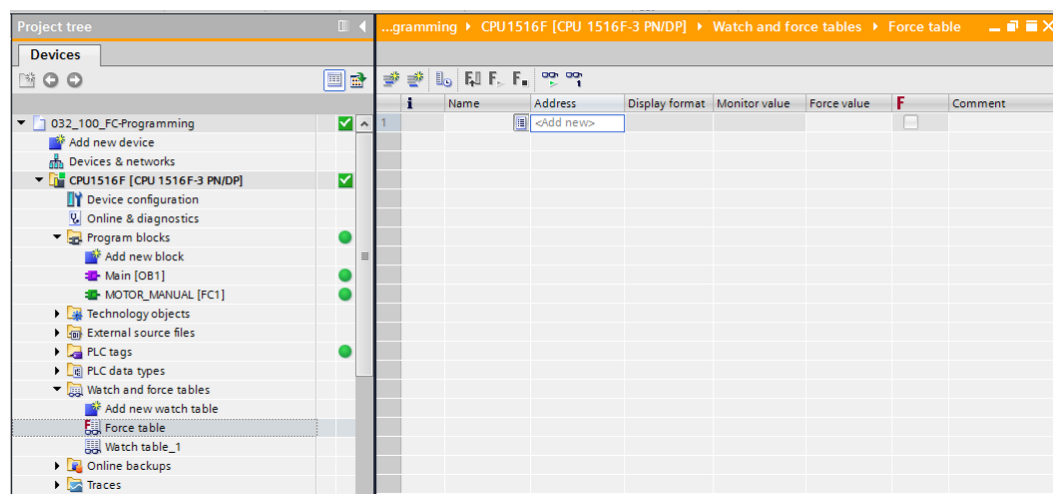 Project tree
...gramming ▸ CPU1516F [CPU 1516F-3 PN/DP] ▸ Watch and force tables ▸ Force table
Devices
i Name Address Display format Monitor value Force value F Comment
032_100_FC-Programming
1 <Add new>
Add new device
Devices & networks
CPU1516F [CPU 1516F-3 PN/DP]
Device configuration
Online & diagnostics
Program blocks
Add new block
Main [OB1]
MOTOR_MANUAL [FC1]
Technology objects
External source files
PLC tags
PLC data types
Watch and force tables
Add new watch table
Force table
Watch table_1
Online backups
Traces